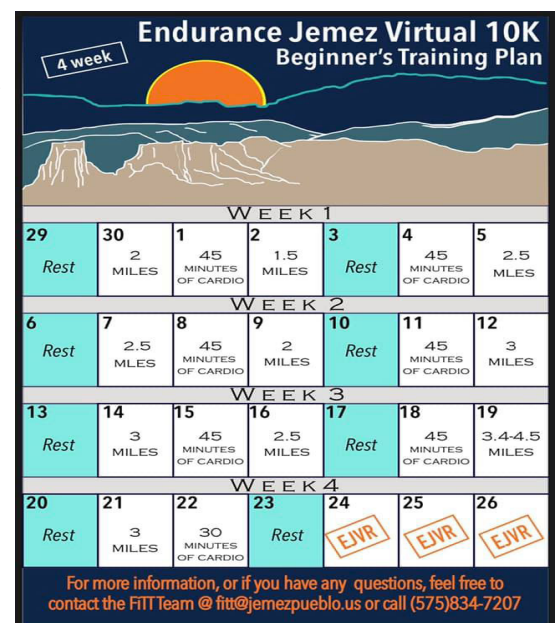 Endurance Jemez Virtual 10K
4 week
Beginner's Training Plan
WEEK 1
29 30 1 2 3 4 5
Rest 2 MILES 45 MINUTES OF CARDIO 1.5 MILES Rest 45 MINUTES OF CARDIO 2.5 MLES
WEEK 2
6 7 8 9 10 11 12
Rest 2.5 MLES 45 MINUTES OF CARDIO 2 MILES Rest 45 MINUTES OF CARDIO 3 MILES
WEEK 3
13 14 15 16 17 18 19
Rest 3 MILES 45 MINUTES OF CARDIO 2.5 MILES Rest 45 MINUTES OF CARDIO 3.4-4.5 MILES
WEEK 4
20 21 22 23 24 25 26
Rest 3 MILES 30 MINUTES OF CARDIO Rest EJVR EJVR EJVR
For more information, or if you have any questions, feel free to
contact the FiTT Team @ fitt@jemezpueblo.us or call (575)834-7207